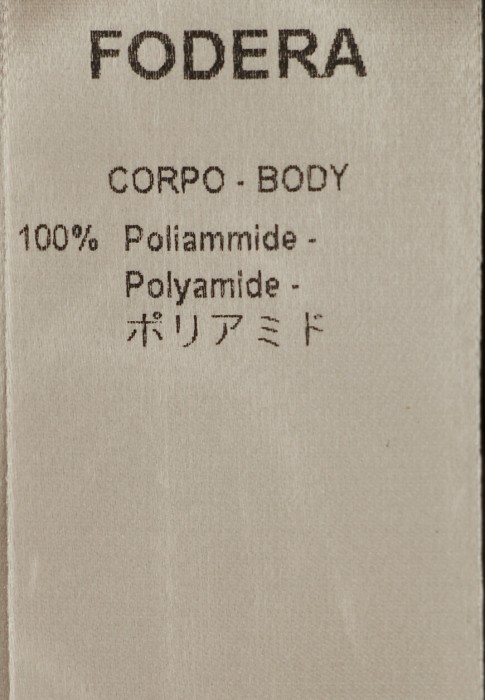 FODERA
CORPO - BODY
100% Poliammide -
Polyamide -
ポリアミド